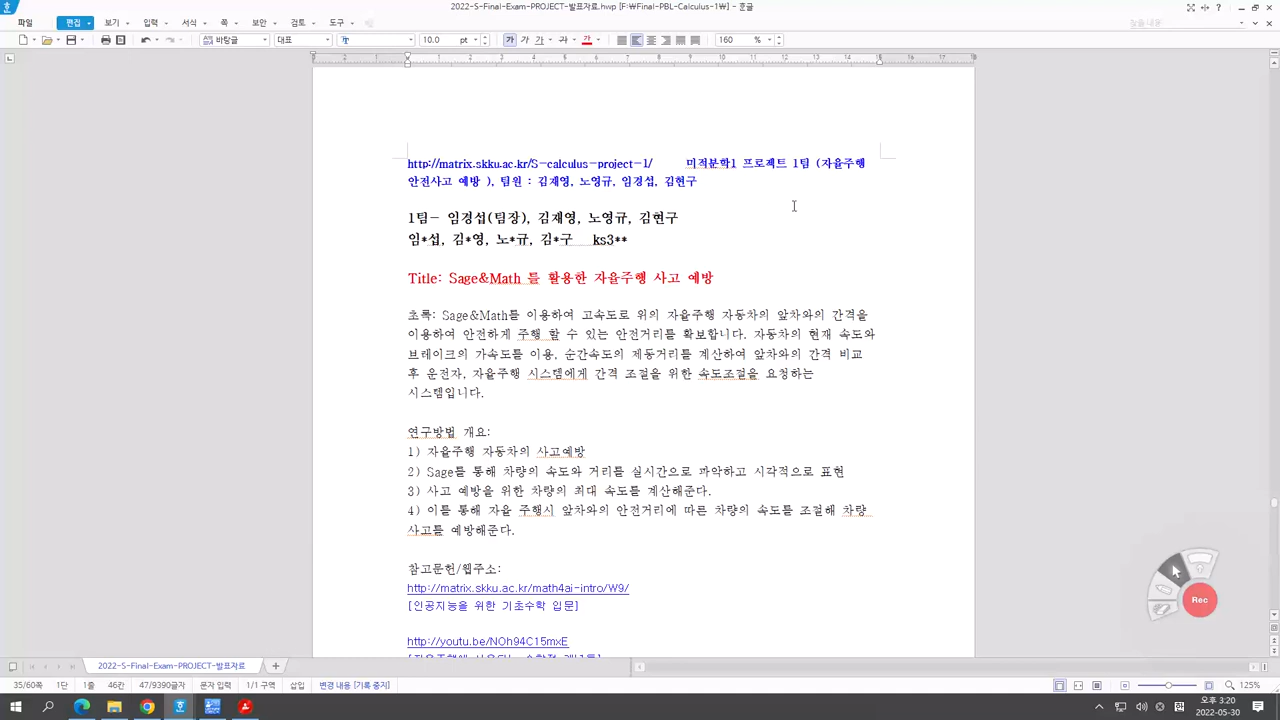 2022-S-Final-Exam-PROJECT-발표자료.hwp [F:₩Final-PBL-Calculus-1₩] - 훈글
파일 편집 보기 입력 서식 쪽 보안 검토 도구
바탕글 대표 10.0 pt 가 가 가 가 가 160 %
http://matrix.skku.ac.kr/S-calculus-project-1/ 미적분학1 프로젝트 1팀 (자율주행
안전사고 예방 ), 팀원 : 김재영, 노영규, 임경섭, 김현구
1팀- 임경섭(팀장), 김재영, 노영규, 김현구
임*섭, 김*영, 노*규, 김*구 ks3**
Title: Sage&Math 를 활용한 자율주행 사고 예방
초록: Sage&Math를 이용하여 고속도로 위의 자율주행 자동차의 앞차와의 간격을
이용하여 안전하게 주행 할 수 있는 안전거리를 확보합니다. 자동차의 현재 속도와
브레이크의 가속도를 이용, 순간속도의 제동거리를 계산하여 앞차와의 간격 비교
후 운전자, 자율주행 시스템에게 간격 조절을 위한 속도조절을 요청하는
시스템입니다.
연구방법 개요:
1) 자율주행 자동차의 사고예방
2) Sage를 통해 차량의 속도와 거리를 실시간으로 파악하고 시각적으로 표현
3) 사고 예방을 위한 차량의 최대 속도를 계산해준다.
4) 이를 통해 자율 주행시 앞차와의 안전거리에 따른 차량의 속도를 조절해 차량
사고를 예방해준다.
참고문헌/웹주소:
http://matrix.skku.ac.kr/math4ai-intro/W9/
[인공지능을 위한 기초수학 입문]
http://youtu.be/NOh94C15mxE
Rec
2022-S-Final-Exam-PROJECT-발표자료
35/60쪽 1단 1줄 46칸 47/9390글자 문자 입력 1/1 구역 삽입 변경 내용 [기록 중지] 125%
오후 3:20
2022-05-30